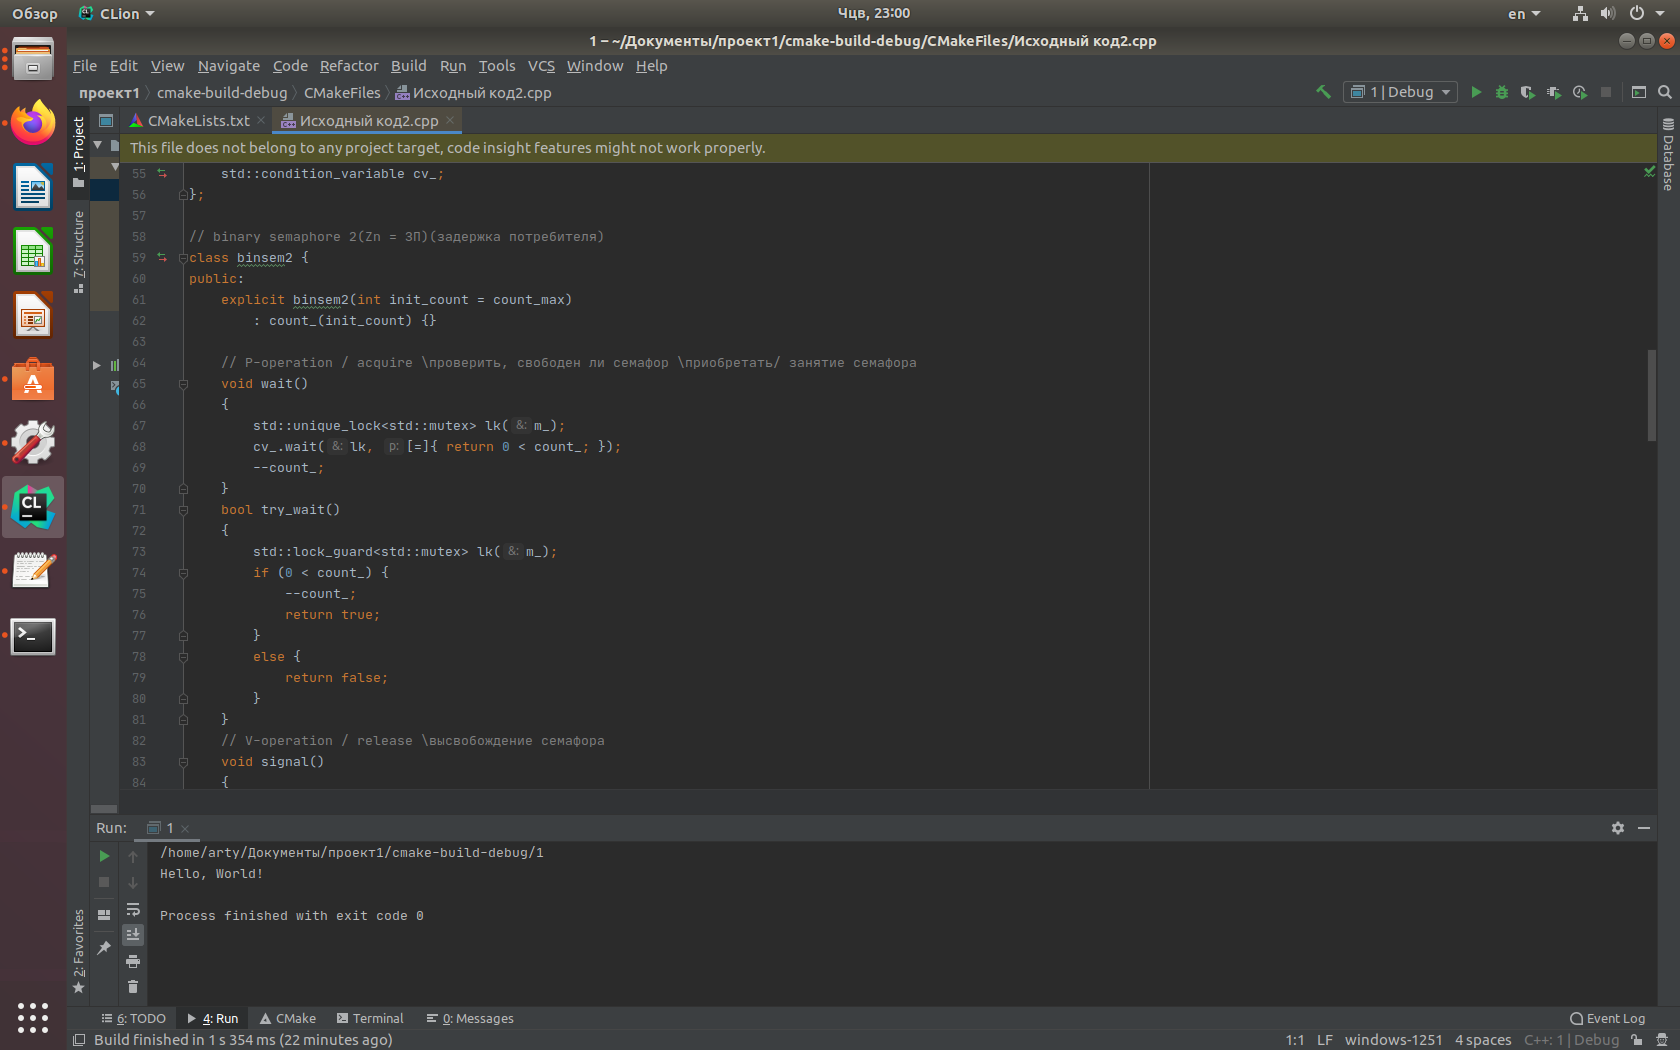 Обзор CLion Чцв, 23:00 en
1 – ~/Документы/проект1/cmake-build-debug/CMakeFiles/Исходный код2.cpp
File Edit View Navigate Code Refactor Build Run Tools VCS Window Help
проект1 cmake-build-debug CMakeFiles Исходный код2.cpp 1 | Debug
1: Project
7: Structure
2: Favorites
Database
CMakeLists.txt Исходный код2.cpp
This file does not belong to any project target, code insight features might not work properly.
55 std::condition_variable cv_;
56 };
57
58 // binary semaphore 2(Zn = ЗП)(задержка потребителя)
59 class binsem2 {
60 public:
61 explicit binsem2(int init_count = count_max)
62 : count_(init_count) {}
63
64 // P-operation / acquire \проверить, свободен ли семафор \приобретать/ занятие семафора
65 void wait()
66 {
67 std::unique_lock<std::mutex> lk( &: m_);
68 cv_.wait( &: lk, p: [=]{ return 0 < count_; });
69 --count_;
70 }
71 bool try_wait()
72 {
73 std::lock_guard<std::mutex> lk( &: m_);
74 if (0 < count_) {
75 --count_;
76 return true;
77 }
78 else {
79 return false;
80 }
81 }
82 // V-operation / release \высвобождение семафора
83 void signal()
84 {
Run: 1
/home/arty/Документы/проект1/cmake-build-debug/1
Hello, World!
Process finished with exit code 0
6: TODO 4: Run CMake Terminal 0: Messages Event Log
Build finished in 1 s 354 ms (22 minutes ago) 1:1 LF windows-1251 4 spaces C++: 1 | Debug